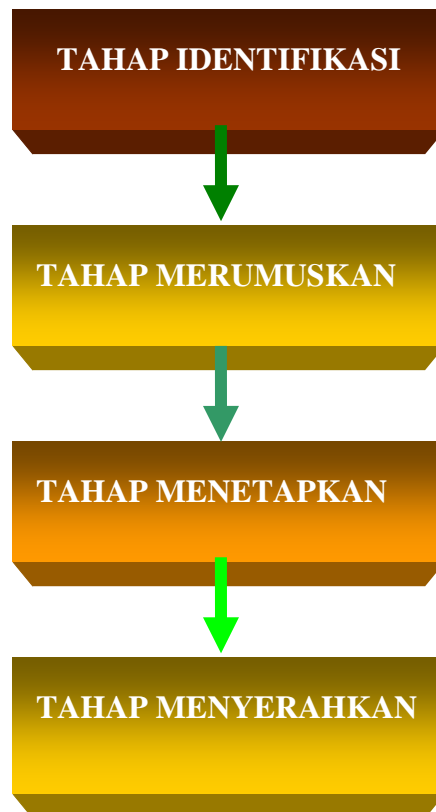 TAHAP IDENTIFIKASI
TAHAP MERUMUSKAN
TAHAP MENETAPKAN
TAHAP MENYERAHKAN